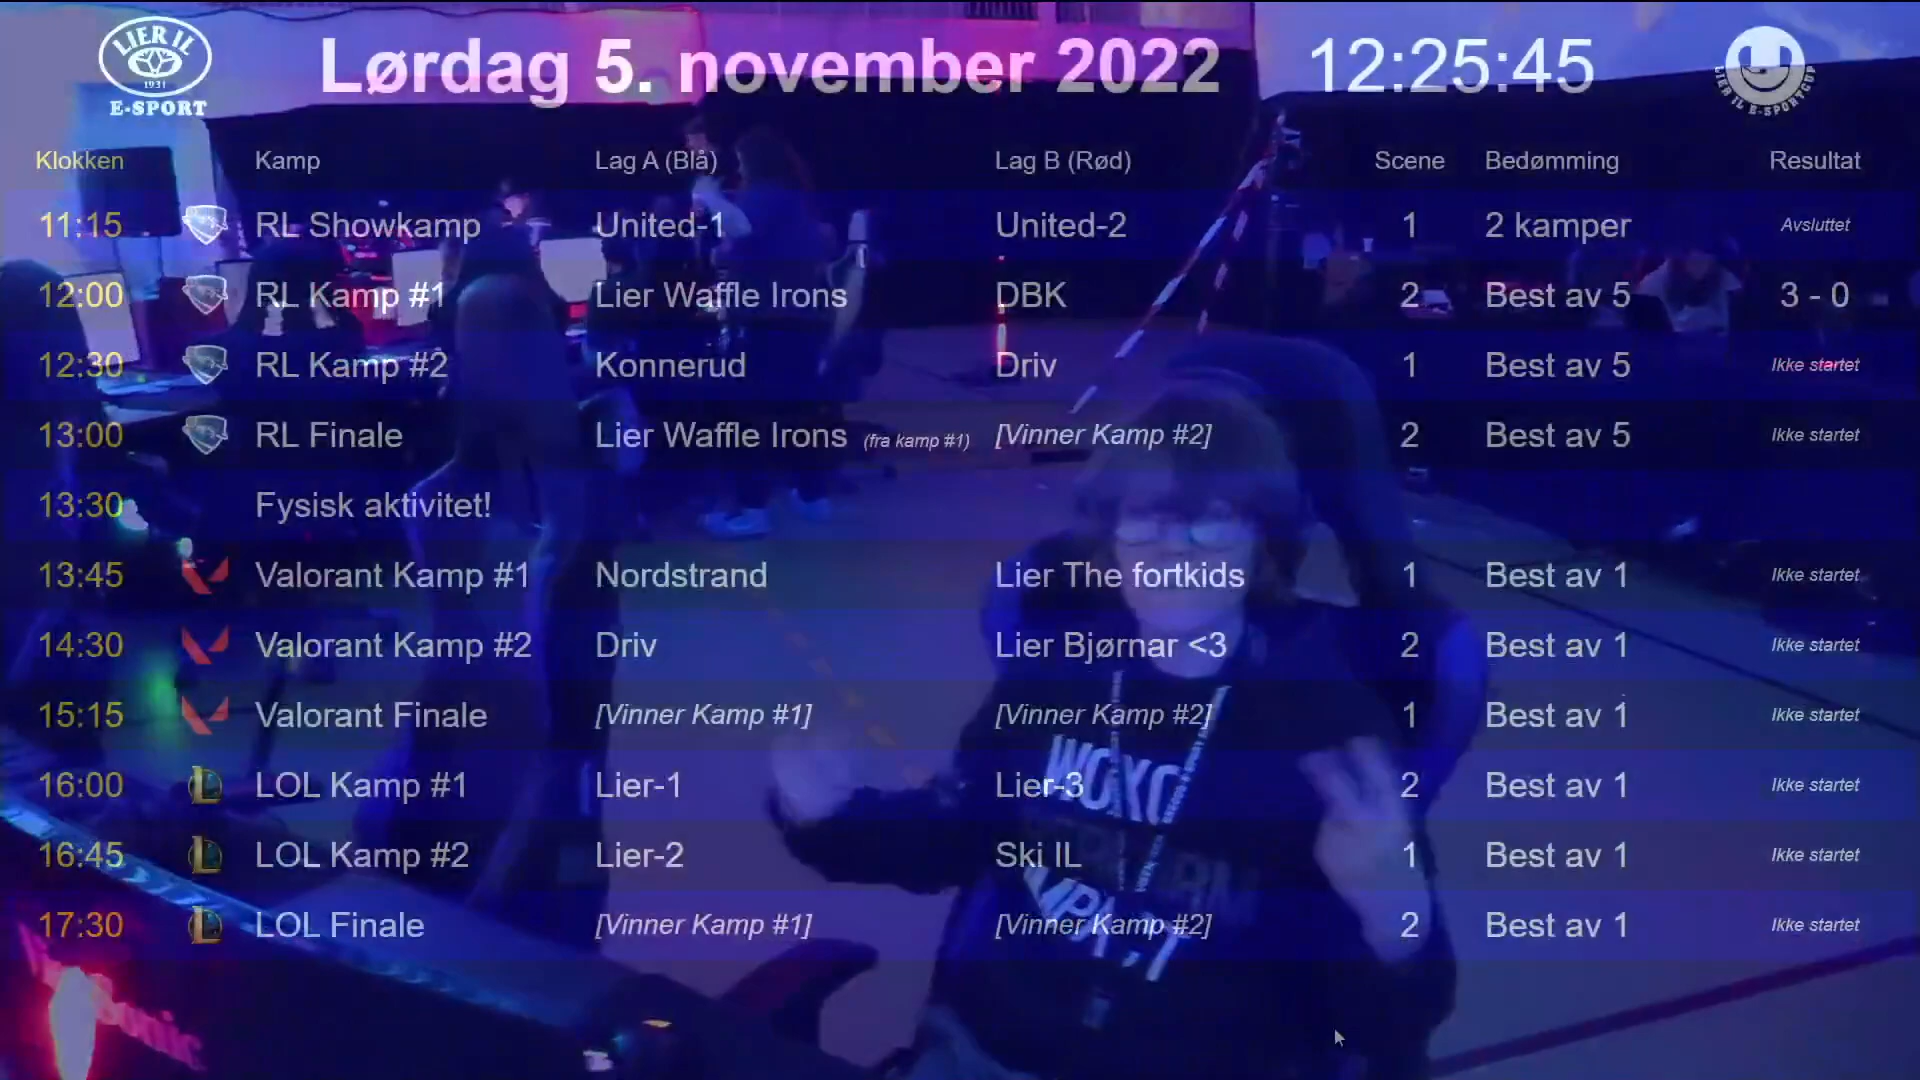 LIER IL
1931
E-SPORT
Lørdag 5. november 2022 12:25:45
LIER IL E-SPORTCUP
Klokken Kamp Lag A (Blå) Lag B (Rød) Scene Bedømming Resultat
11:15 RL Showkamp United-1 United-2 1 2 kamper Avsluttet
12:00 RL Kamp #1 Lier Waffle Irons DBK 2 Best av 5 3 - 0
12:30 RL Kamp #2 Konnerud Driv 1 Best av 5 Ikke startet
13:00 RL Finale Lier Waffle Irons (fra kamp #1) [Vinner Kamp #2] 2 Best av 5 Ikke startet
13:30 Fysisk aktivitet!
13:45 Valorant Kamp #1 Nordstrand Lier The fortkids 1 Best av 1 Ikke startet
14:30 Valorant Kamp #2 Driv Lier Bjørnar <3 2 Best av 1 Ikke startet
15:15 Valorant Finale [Vinner Kamp #1] [Vinner Kamp #2] 1 Best av 1 Ikke startet
16:00 LOL Kamp #1 Lier-1 Lier-3 2 Best av 1 Ikke startet
16:45 LOL Kamp #2 Lier-2 Ski IL 1 Best av 1 Ikke startet
17:30 LOL Finale [Vinner Kamp #1] [Vinner Kamp #2] 2 Best av 1 Ikke startet